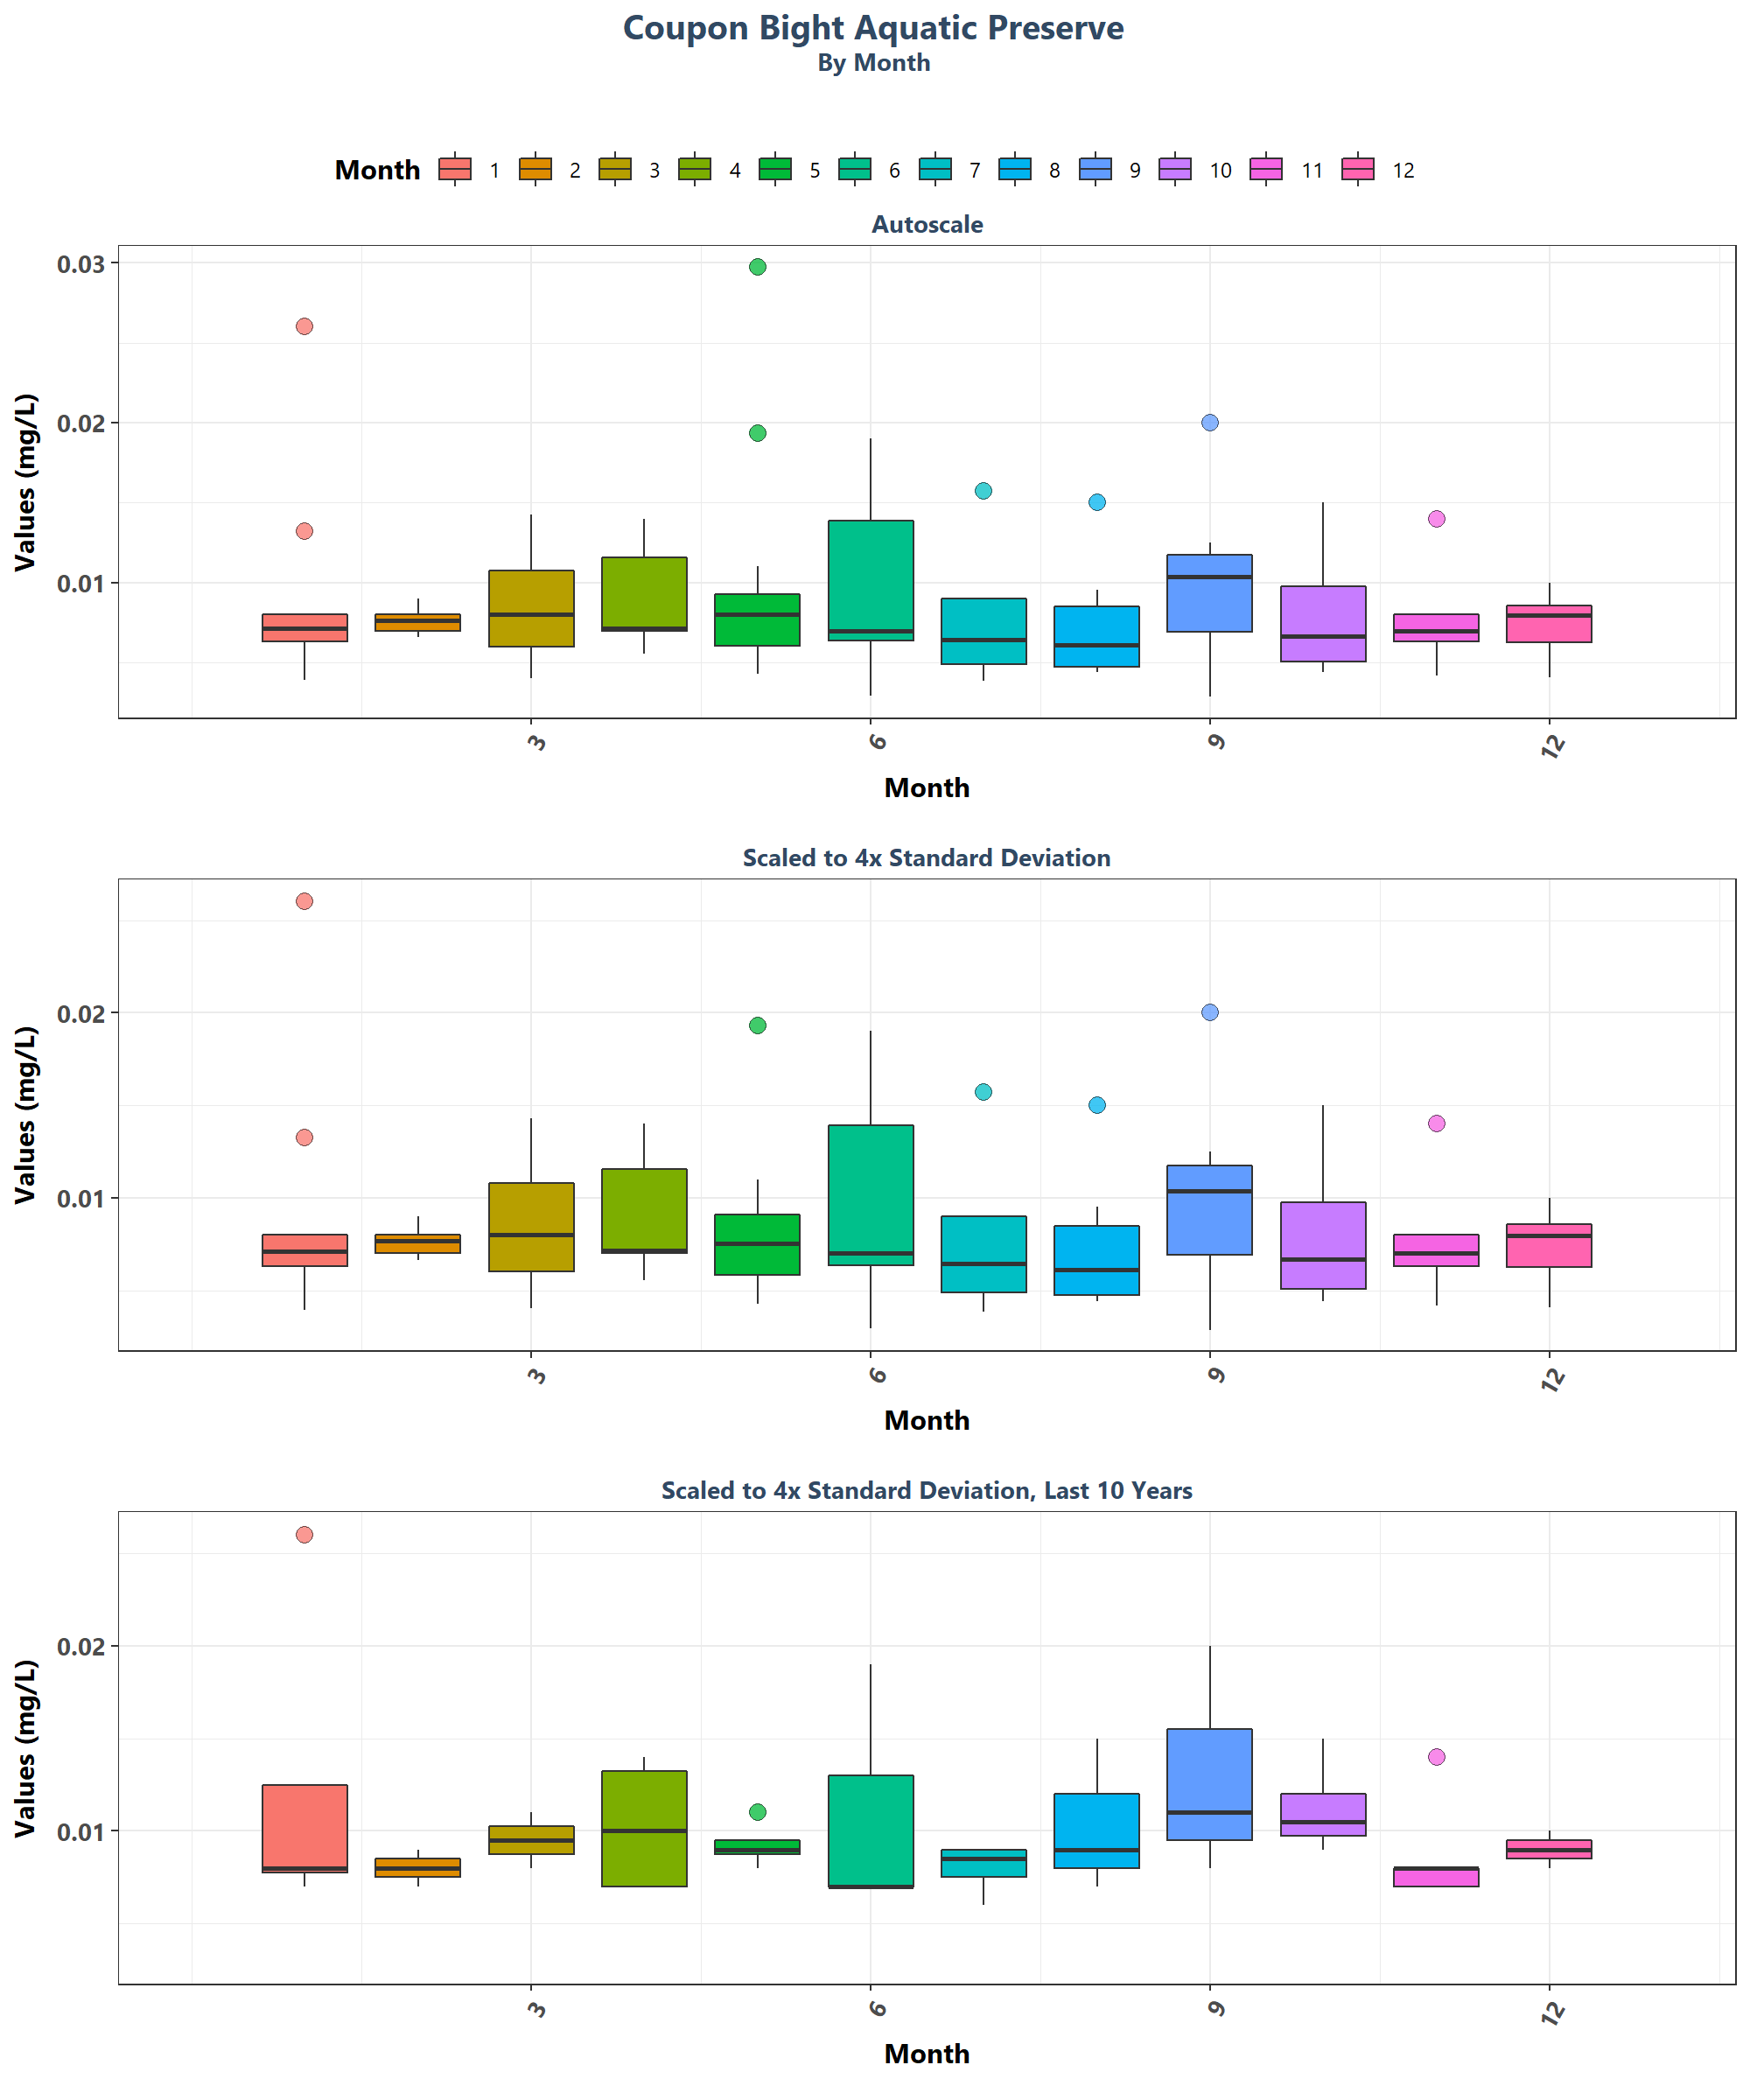 Coupon Bight Aquatic Preserve
By Month
Month 1 2 3 4 5 6 7 8 9 10 11 12
Autoscale
Values (mg/L)
0.03
0.02
0.01
3 6 9 12
Month
Scaled to 4x Standard Deviation
Values (mg/L)
0.02
0.01
3 6 9 12
Month
Scaled to 4x Standard Deviation, Last 10 Years
Values (mg/L)
0.02
0.01
3 6 9 12
Month